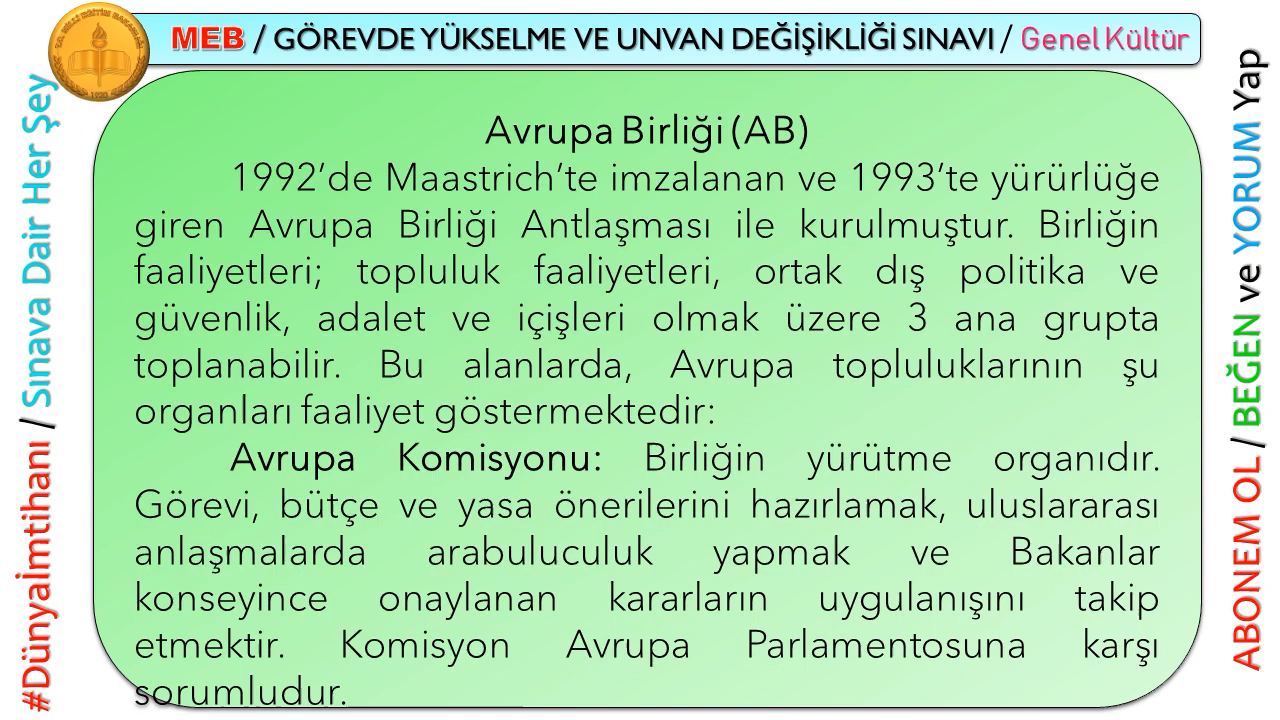 MEB / GÖREVDE YÜKSELME VE UNVAN DEĞİŞİKLİĞİ SINAVI / Genel Kültür
#Dünyaİmtihanı / Sınava Dair Her Şey
Avrupa Birliği (AB)
1992’de Maastrich’te imzalanan ve 1993’te yürürlüğe
giren Avrupa Birliği Antlaşması ile kurulmuştur. Birliğin
faaliyetleri; topluluk faaliyetleri, ortak dış politika ve
güvenlik, adalet ve içişleri olmak üzere 3 ana grupta
toplanabilir. Bu alanlarda, Avrupa topluluklarının şu
organları faaliyet göstermektedir:
Avrupa Komisyonu: Birliğin yürütme organıdır.
Görevi, bütçe ve yasa önerilerini hazırlamak, uluslararası
anlaşmalarda arabuluculuk yapmak ve Bakanlar
konseyince onaylanan kararların uygulanışını takip
etmektir. Komisyon Avrupa Parlamentosuna karşı
sorumludur.
ABONEM OL / BEĞEN ve YORUM Yap